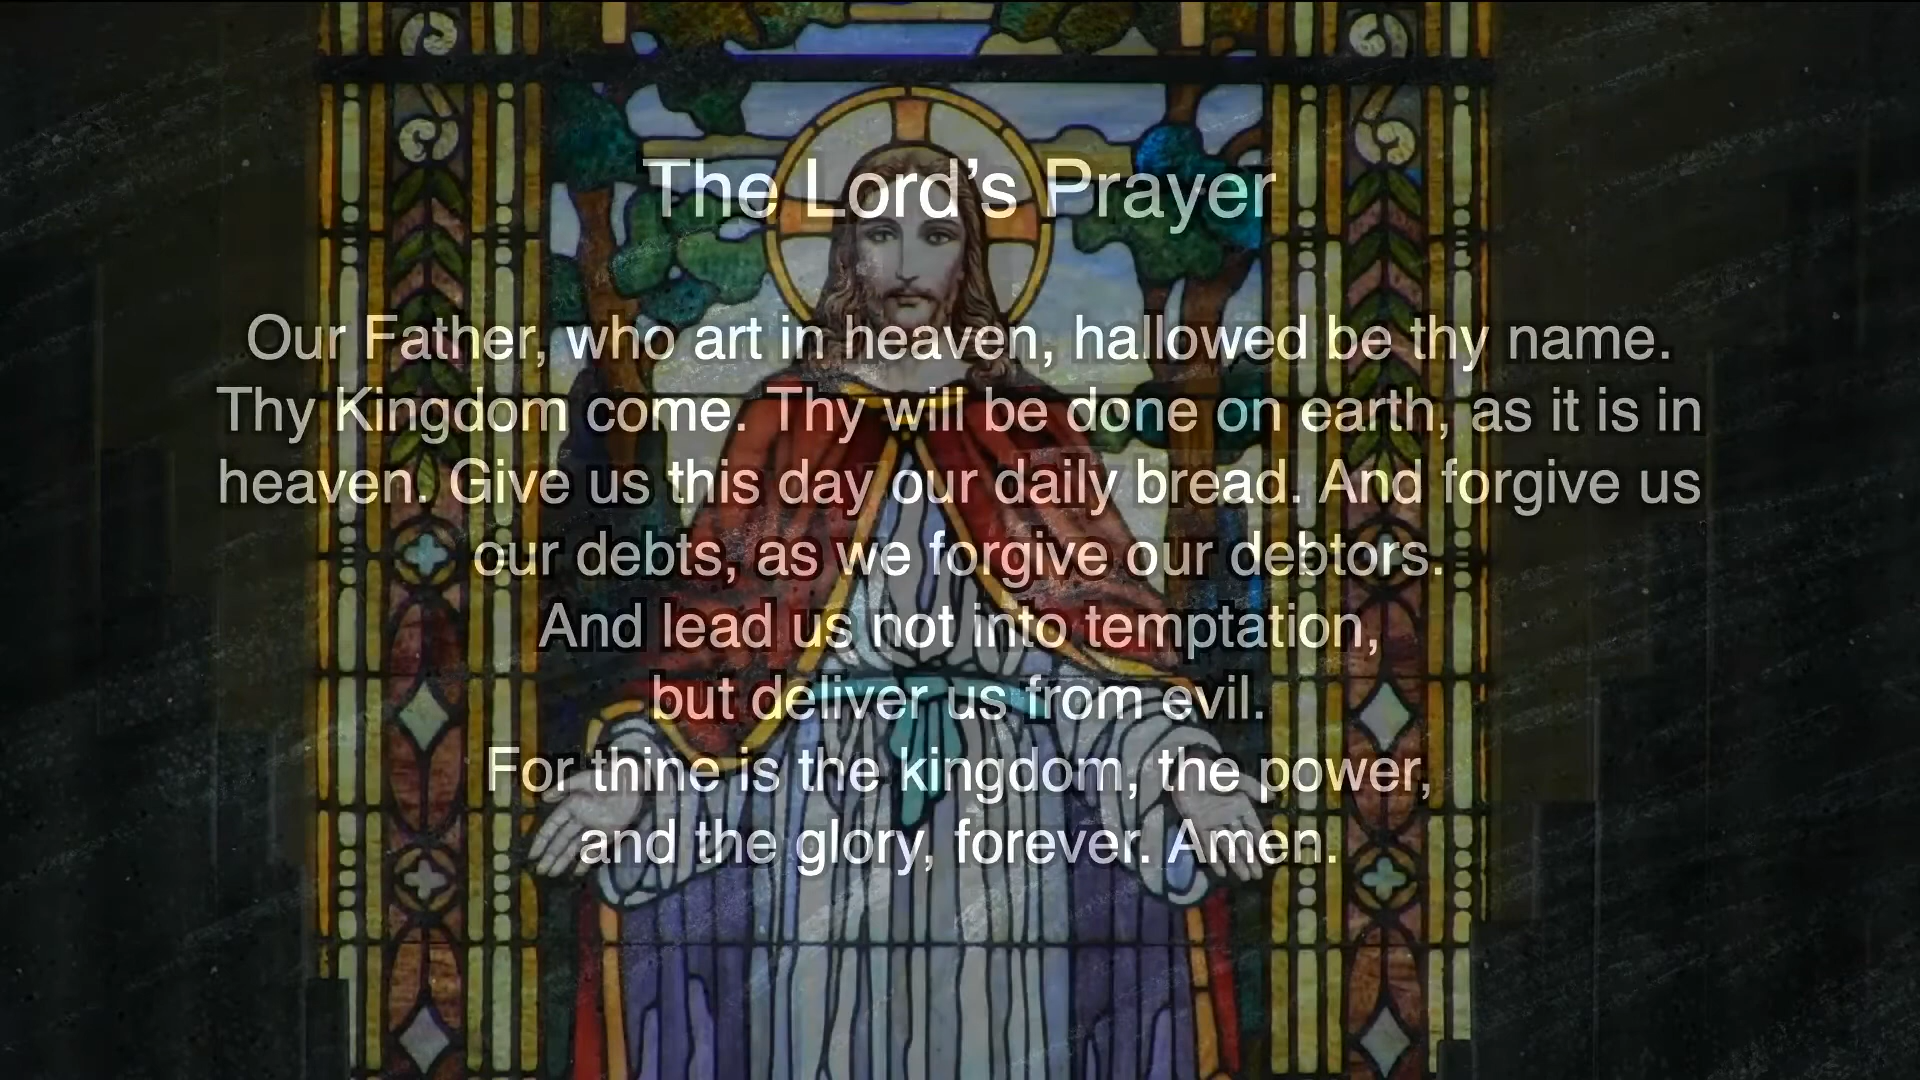 The Lord’s Prayer
Our Father, who art in heaven, hallowed be thy name.
Thy Kingdom come. Thy will be done on earth, as it is in
heaven. Give us this day our daily bread. And forgive us
our debts, as we forgive our debtors.
And lead us not into temptation,
but deliver us from evil.
For thine is the kingdom, the power,
and the glory, forever. Amen.